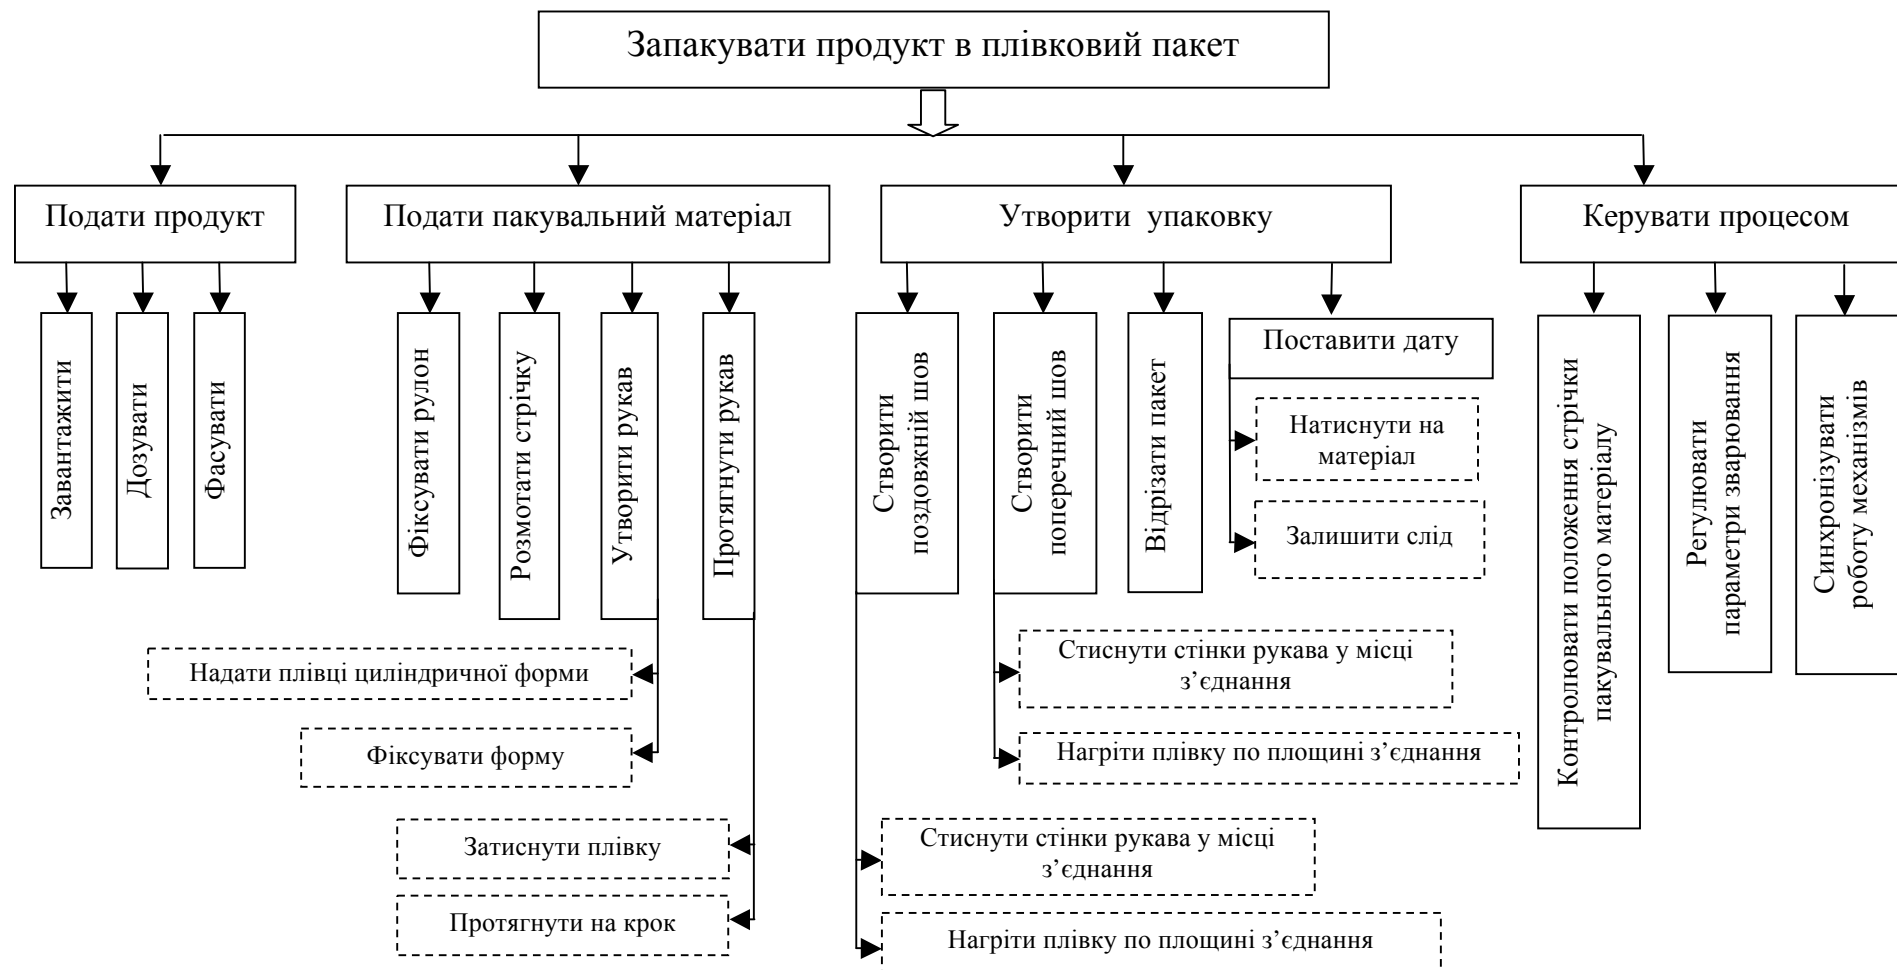 Запакувати продукт в плівковий пакет
Подати продукт
Подати пакувальний матеріал
Утворити упаковку
Керувати процесом
Завантажити
Дозувати
Фасувати
Фіксувати рулон
Розмотати стрічку
Утворити рукав
Протягнути рукав
Створити
поздовжній шов
Створити
поперечний шов
Відрізати пакет
Поставити дату
Натиснути на
матеріал
Залишити слід
Контролювати положення стрічки
пакувального матеріалу
Регулювати
параметри зварювання
Синхронізувати
роботу механізмів
Надати плівці циліндричної форми
Фіксувати форму
Затиснути плівку
Протягнути на крок
Стиснути стінки рукава у місці
з’єднання
Нагріти плівку по площині з’єднання
Стиснути стінки рукава у місці
з’єднання
Нагріти плівку по площині з’єднання